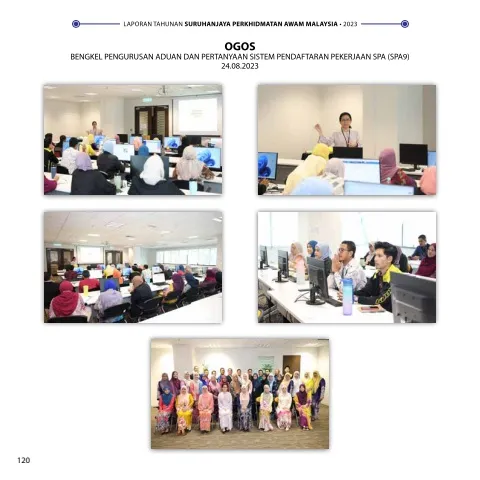 LAPORAN TAHUNAN SURUHANJAYA PERKHIDMATAN AWAM MALAYSIA • 2023
OGOS
BENGKEL PENGURUSAN ADUAN DAN PERTANYAAN SISTEM PENDAFTARAN PEKERJAAN SPA (SPA9)
24.08.2023
120